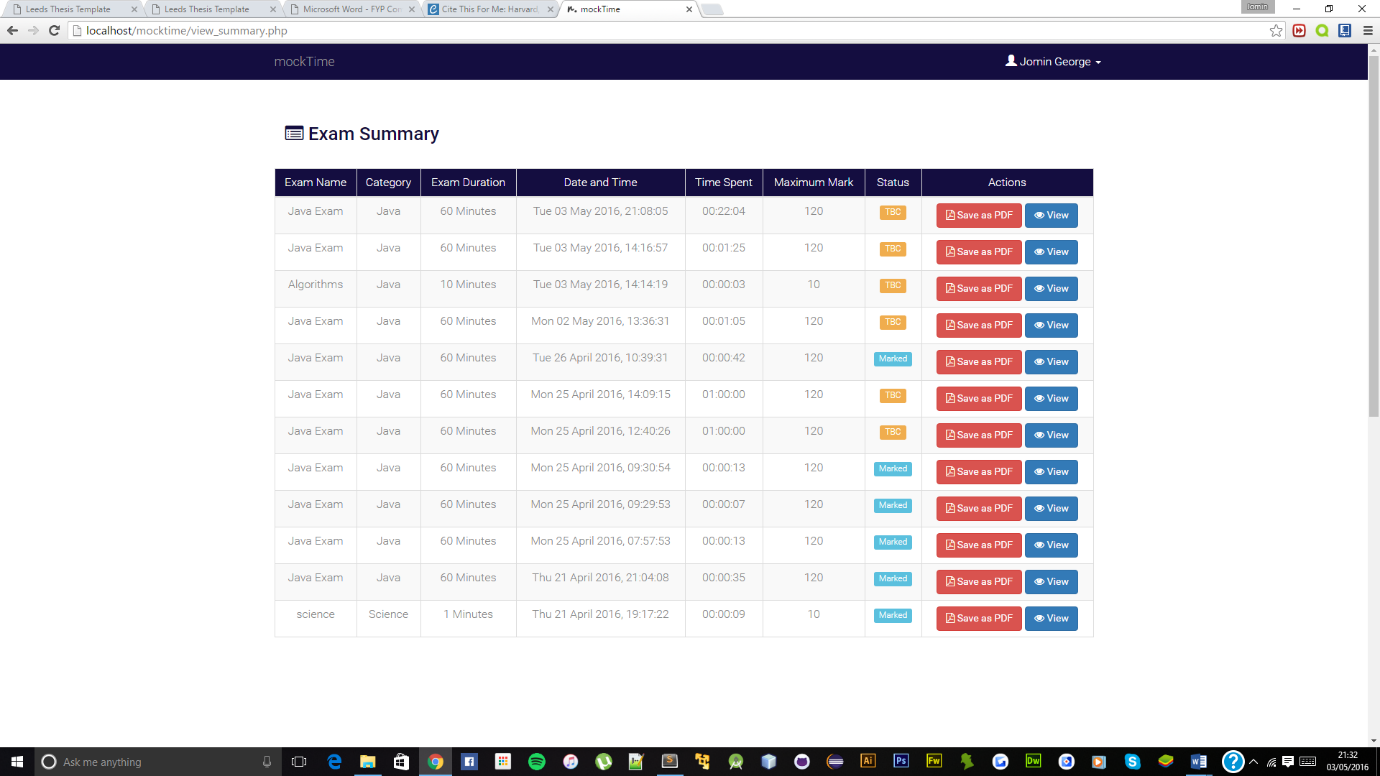 Leeds Thesis Template
Leeds Thesis Template
Microsoft Word - FYP Con
Cite This For Me: Harvard,
mockTime
Jomin
localhost/mocktime/view_summary.php
mockTime
Jomin George
Exam Summary
Exam Name Category Exam Duration Date and Time Time Spent Maximum Mark Status Actions
Java Exam Java 60 Minutes Tue 03 May 2016, 21:08:05 00:22:04 120 TBC Save as PDF View
Java Exam Java 60 Minutes Tue 03 May 2016, 14:16:57 00:01:25 120 TBC Save as PDF View
Algorithms Java 10 Minutes Tue 03 May 2016, 14:14:19 00:00:03 10 TBC Save as PDF View
Java Exam Java 60 Minutes Mon 02 May 2016, 13:36:31 00:01:05 120 TBC Save as PDF View
Java Exam Java 60 Minutes Tue 26 April 2016, 10:39:31 00:00:42 120 Marked Save as PDF View
Java Exam Java 60 Minutes Mon 25 April 2016, 14:09:15 01:00:00 120 TBC Save as PDF View
Java Exam Java 60 Minutes Mon 25 April 2016, 12:40:26 01:00:00 120 TBC Save as PDF View
Java Exam Java 60 Minutes Mon 25 April 2016, 09:30:54 00:00:13 120 Marked Save as PDF View
Java Exam Java 60 Minutes Mon 25 April 2016, 09:29:53 00:00:07 120 Marked Save as PDF View
Java Exam Java 60 Minutes Mon 25 April 2016, 07:57:53 00:00:13 120 Marked Save as PDF View
Java Exam Java 60 Minutes Thu 21 April 2016, 21:04:08 00:00:35 120 Marked Save as PDF View
science Science 1 Minutes Thu 21 April 2016, 19:17:22 00:00:09 10 Marked Save as PDF View
Ask me anything
Ai
Ps
Fw
Dw
21:32
03/05/2016